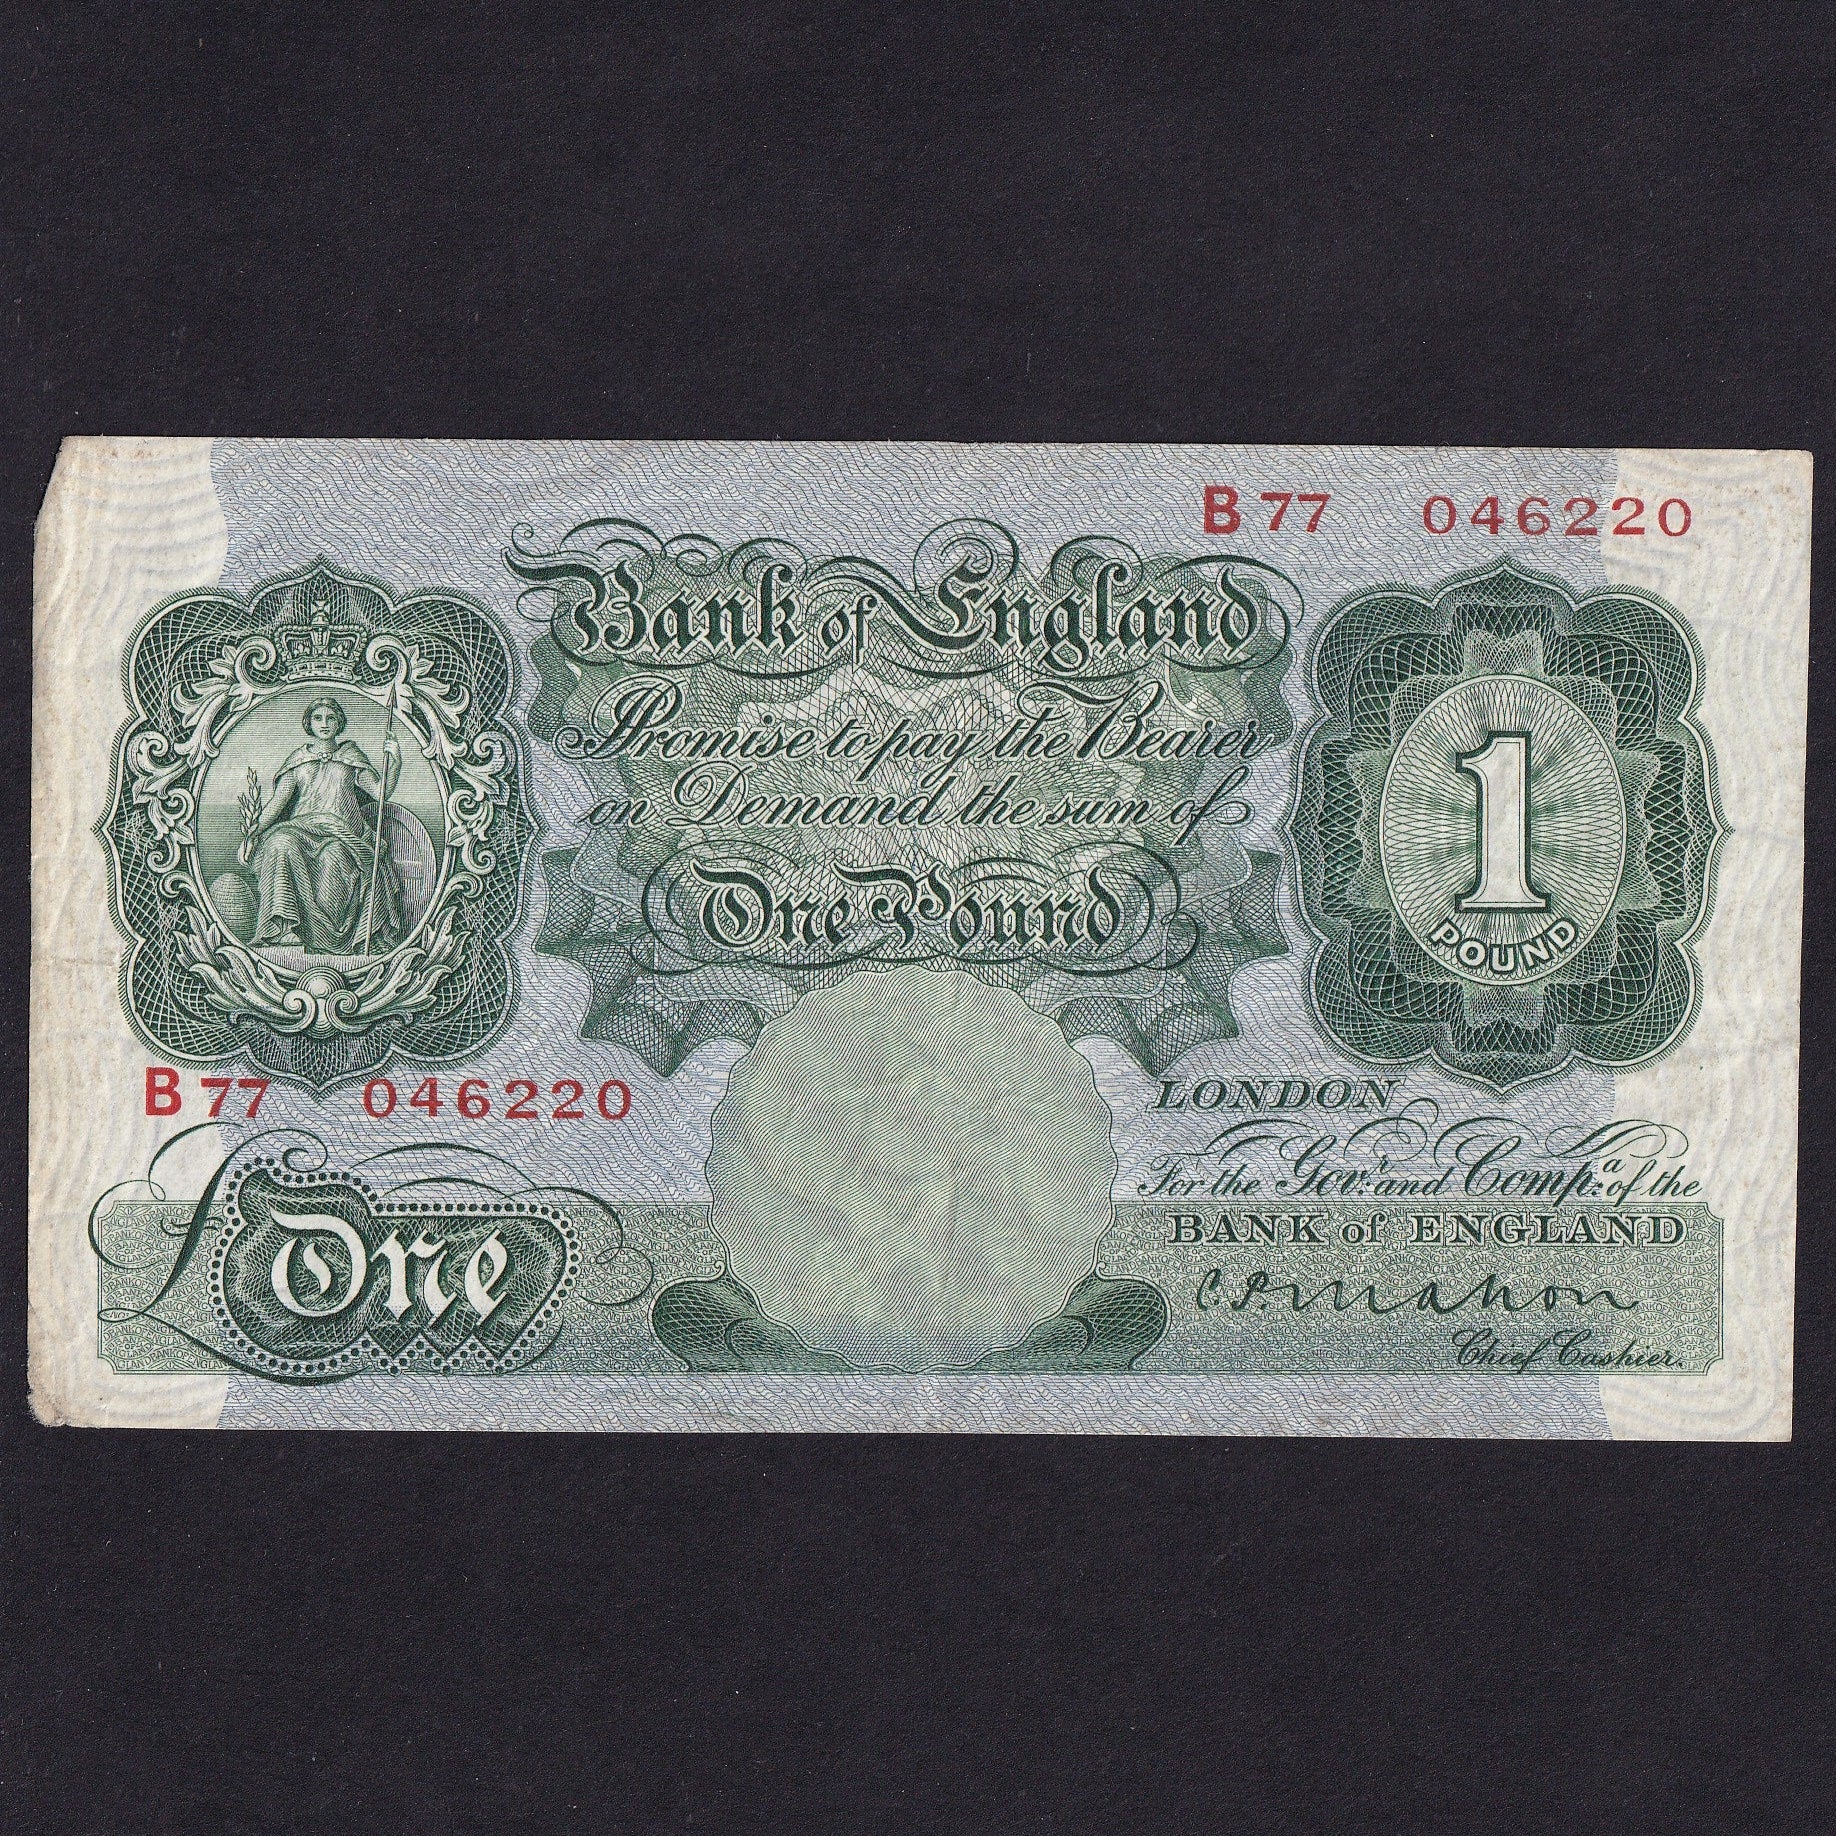 B77 046220
Bank of England
I Promise to pay the Bearer
on Demand the sum of
One Pound
1
POUND
B77 046220
LONDON
For the Govr. and Compa. of the
BANK of ENGLAND
£One
C.P. Mahon
Chief Cashier.